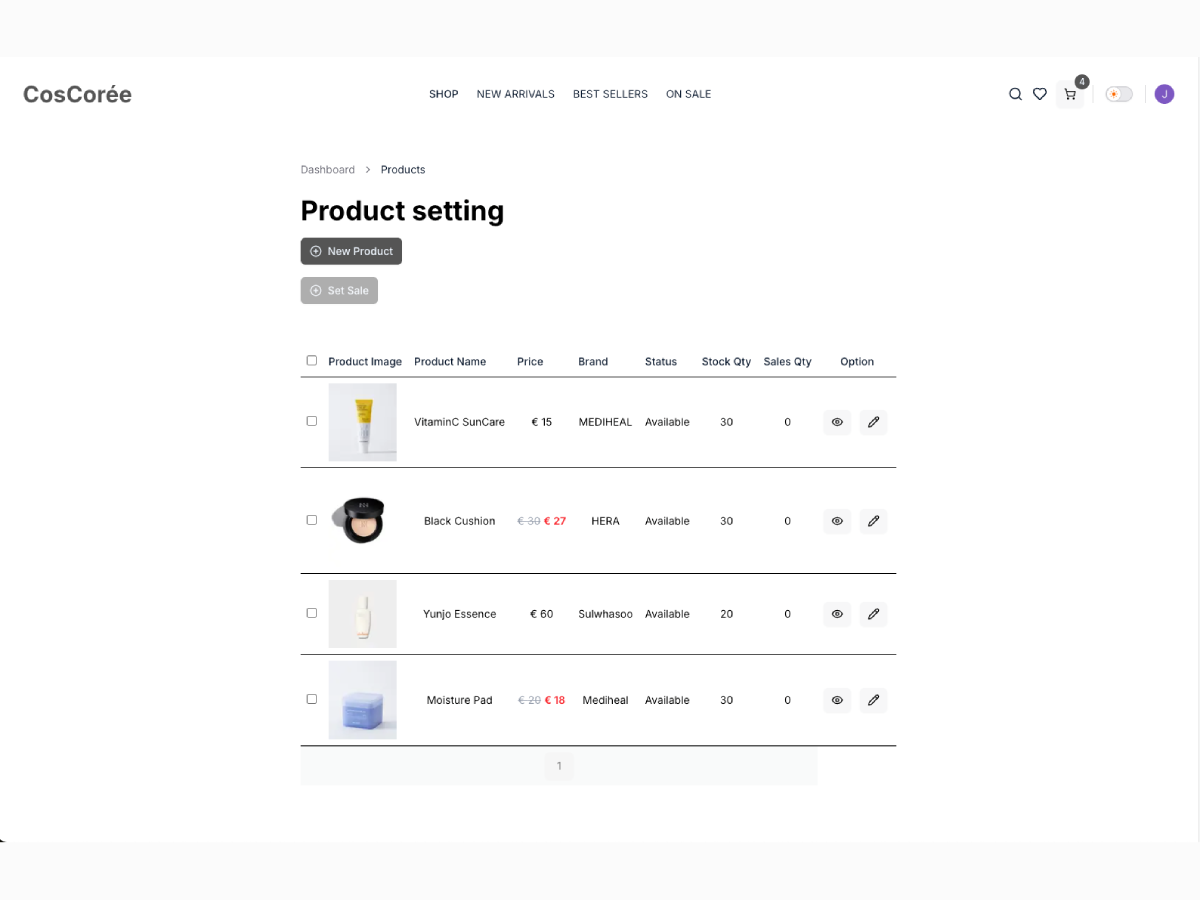 CosCorée
SHOP NEW ARRIVALS BEST SELLERS ON SALE
4
J
Dashboard > Products
Product setting
New Product
Set Sale
Product Image Product Name Price Brand Status Stock Qty Sales Qty Option
VitaminC SunCare € 15 MEDIHEAL Available 30 0
Black Cushion € 30 € 27 HERA Available 30 0
Yunjo Essence € 60 Sulwhasoo Available 20 0
Moisture Pad € 20 € 18 Mediheal Available 30 0
1